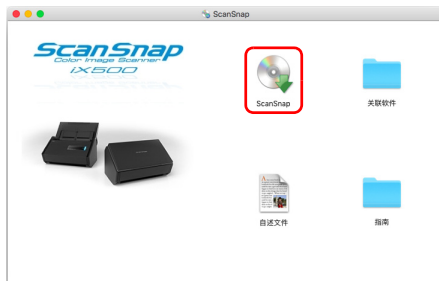 ScanSnap
ScanSnap
Color Image Scanner
iX500
ScanSnap
关联软件
自述文件
指南